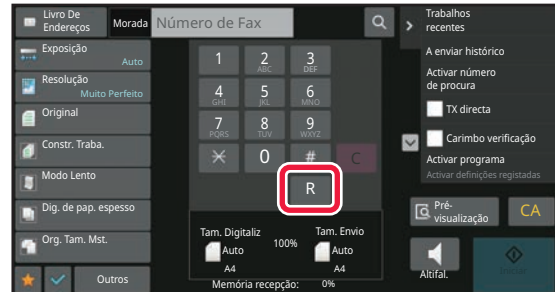 Livro De
Endereços
Morada
Número de Fax
Trabalhos
recentes
Exposição
Auto
Resolução
Muito Perfeito
Original
Constr. Traba.
Modo Lento
Dig. de pap. espesso
Org. Tam. Mst.
Outros
1
2
ABC
3
DEF
4
GHI
5
JKL
6
MNO
7
PQRS
8
TUV
9
WXYZ
0
#
C
R
Tam. Digitaliz
Auto
A4
100%
Tam. Envio
Auto
A4
Memória recepção: 0%
A enviar histórico
Activar número
de procura
TX directa
Carimbo verificação
Activar programa
Activar definições registadas
Pré-
visualização
CA
Altifal.